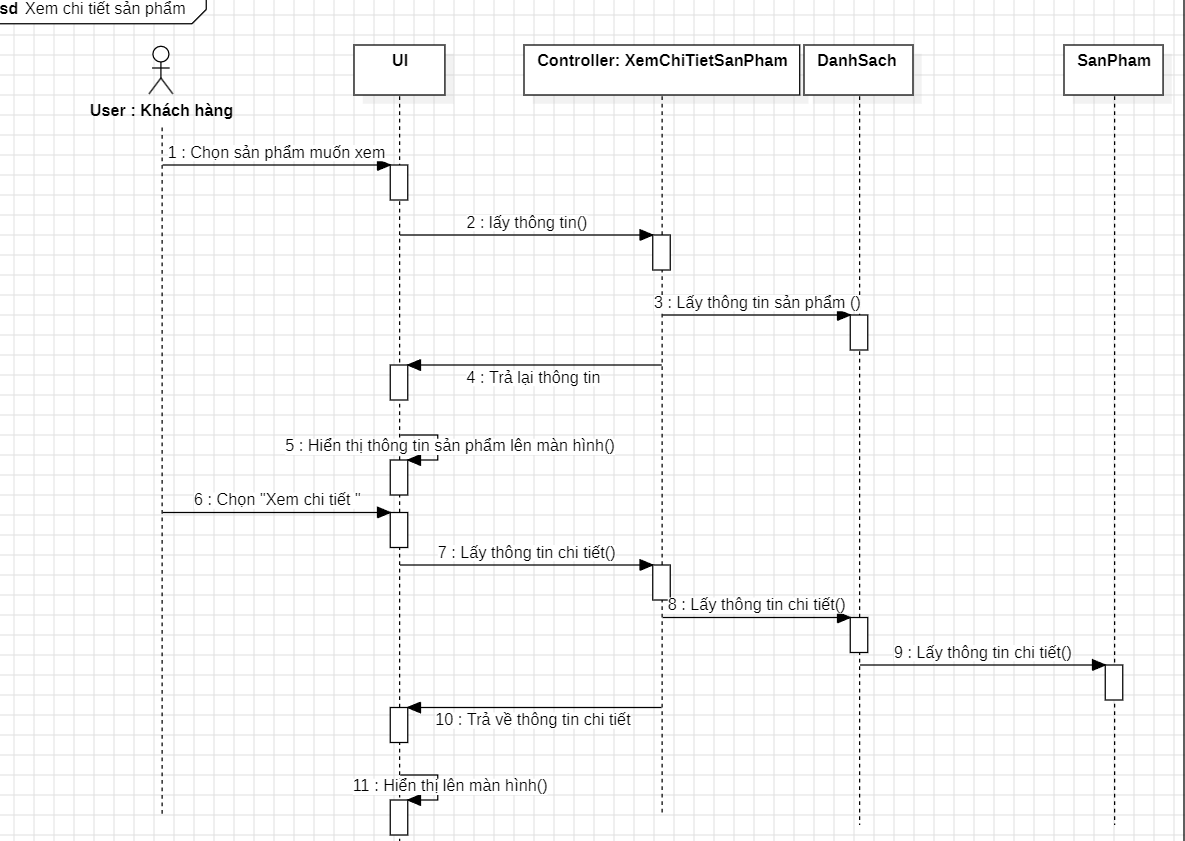 sd Xem chi tiết sản phẩm
User : Khách hàng
UI
Controller: XemChiTietSanPham
DanhSach
SanPham
1 : Chọn sản phẩm muốn xem
2 : lấy thông tin()
3 : Lấy thông tin sản phẩm ()
4 : Trả lại thông tin
5 : Hiển thị thông tin sản phẩm lên màn hình()
6 : Chọn "Xem chi tiết "
7 : Lấy thông tin chi tiết()
8 : Lấy thông tin chi tiết()
9 : Lấy thông tin chi tiết()
10 : Trả về thông tin chi tiết
11 : Hiển thị lên màn hình()